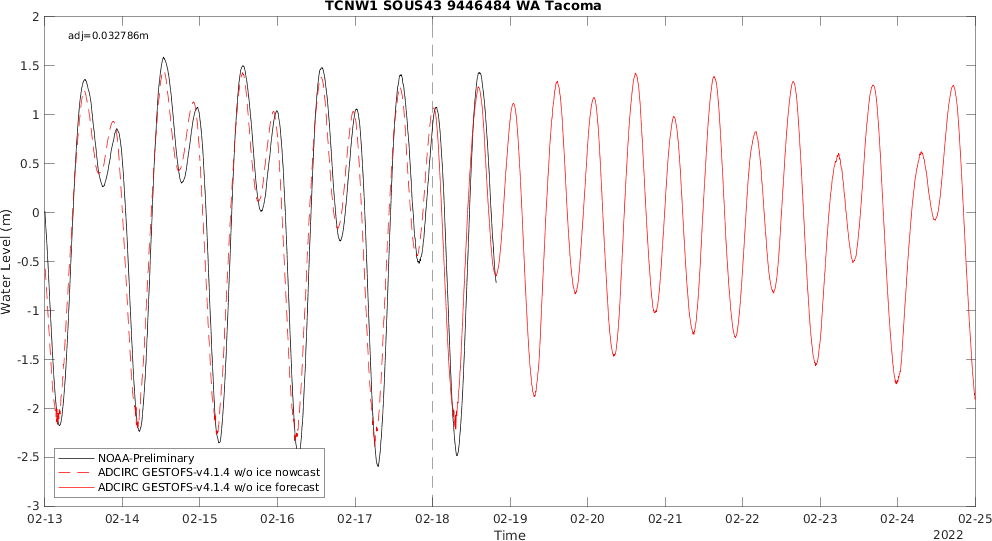 TCNW1 SOUS43 9446484 WA Tacoma
adj=0.032786m
2
1.5
1
0.5
0
-0.5
-1
-1.5
-2
-2.5
-3
Water Level (m)
NOAA-Preliminary
ADCIRC GESTOFS-v4.1.4 w/o ice nowcast
ADCIRC GESTOFS-v4.1.4 w/o ice forecast
02-13 02-14 02-15 02-16 02-17 02-18 02-19 02-20 02-21 02-22 02-23 02-24 02-25
Time
2022